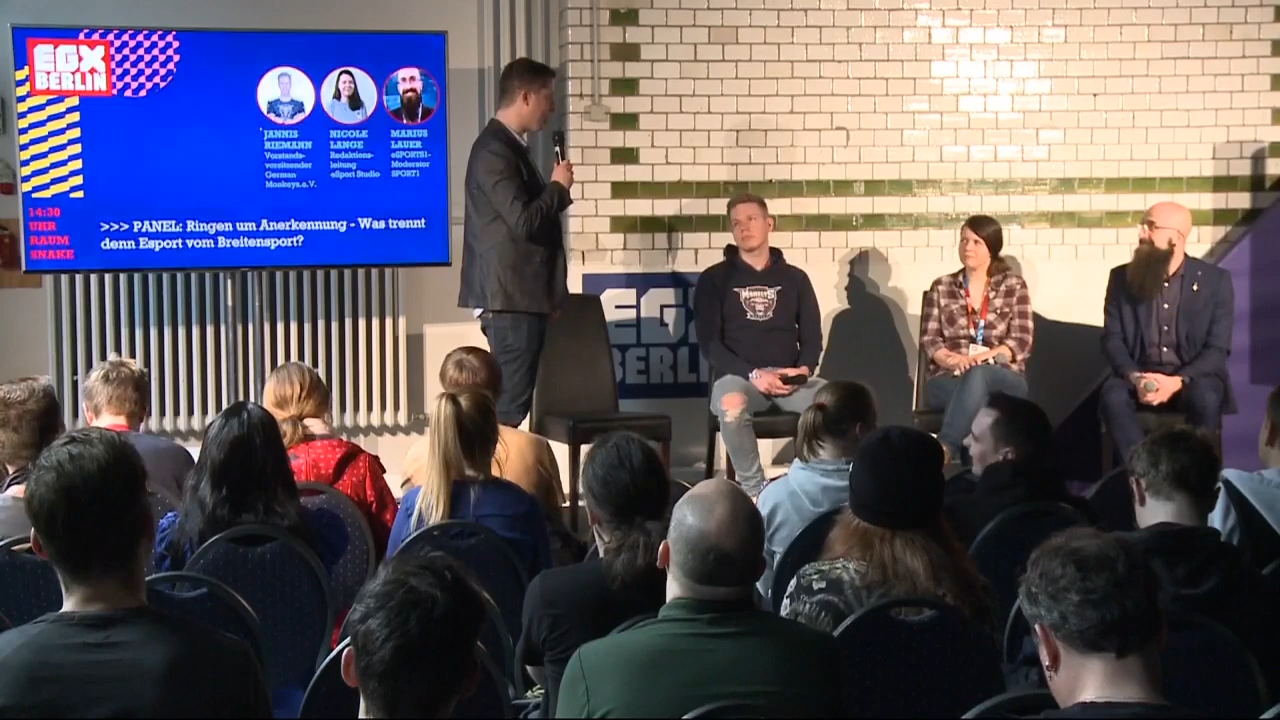 EGX
BERLIN
JANNIS
RIEMANN
Vorstands-
vorsitzender
German
Monkeys.e.V.
NICOLE
LANGE
Redaktions-
leitung
eSport Studio
MARIUS
LAUER
eSPORTS1-
Moderator
SPORT1
14:30
UHR
RAUM
SNAKE
>>> PANEL: Ringen um Anerkennung - Was trennt
denn Esport vom Breitensport?
MONKEYS
EGX
BERLIN